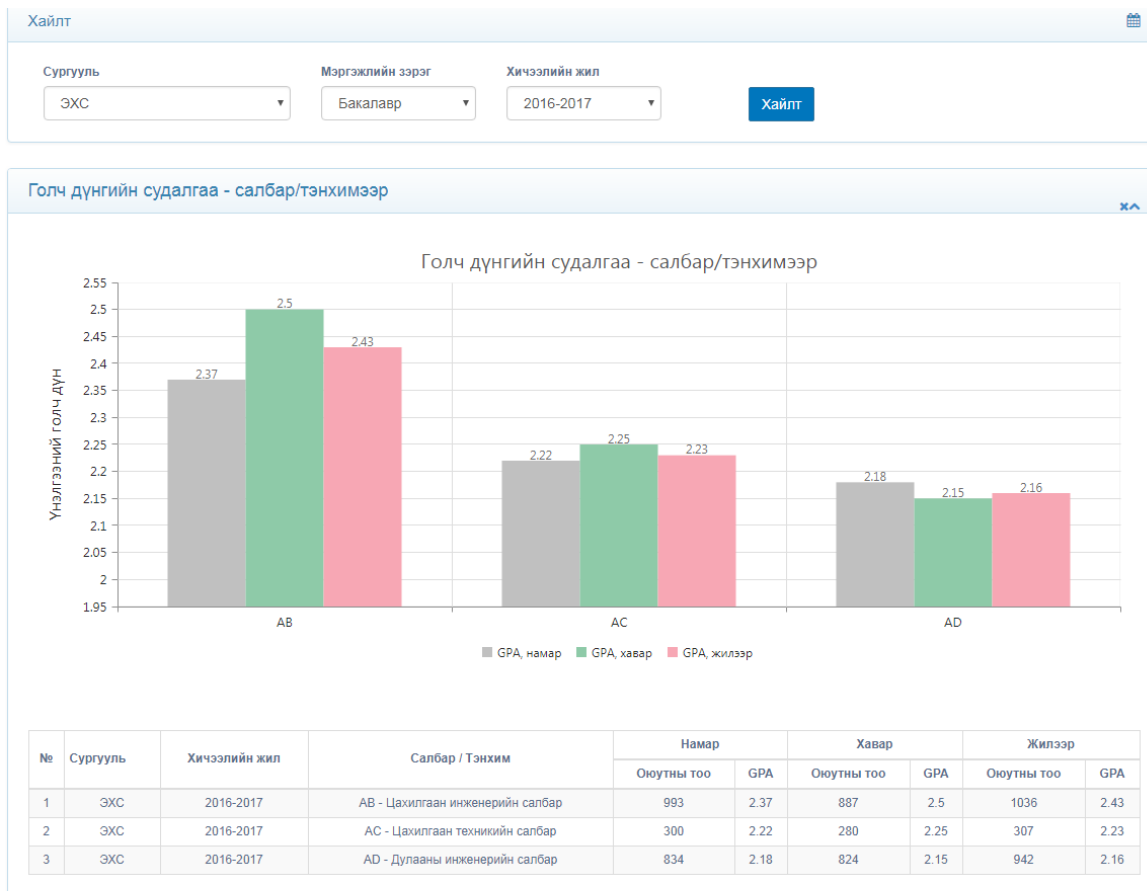 Хайлт
Сургууль Мэргэжлийн зэрэг Хичээлийн жил
ЭХС Бакалавр 2016-2017 Хайлт
Голч дүнгийн судалгаа - салбар/тэнхимээр
Голч дүнгийн судалгаа - салбар/тэнхимээр
Үнэлгээний голч дүн
2.55
2.5
2.45
2.4
2.35
2.3
2.25
2.2
2.15
2.1
2.05
2
1.95
2.37 2.5 2.43
2.22 2.25 2.23
2.18 2.15 2.16
AB AC AD
GPA, намар GPA, хавар GPA, жилээр
№ Сургууль Хичээлийн жил Салбар / Тэнхим Намар Хавар Жилээр
Оюутны тоо GPA Оюутны тоо GPA Оюутны тоо GPA
1 ЭХС 2016-2017 AB - Цахилгаан инженерийн салбар 993 2.37 887 2.5 1036 2.43
2 ЭХС 2016-2017 AC - Цахилгаан техникийн салбар 300 2.22 280 2.25 307 2.23
3 ЭХС 2016-2017 AD - Дулааны инженерийн салбар 834 2.18 824 2.15 942 2.16